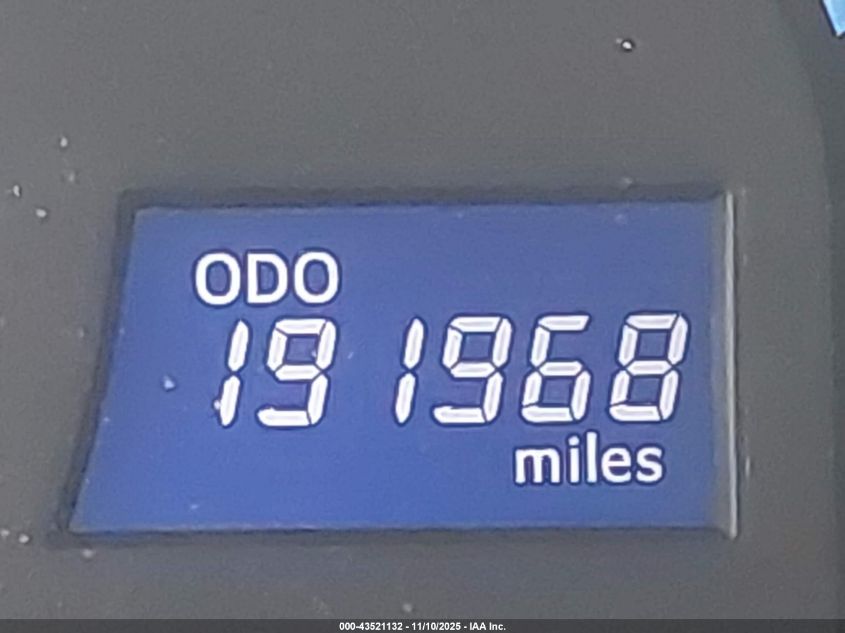 ODO
191968
miles
000-43521132 - 11/10/2025 - IAA Inc.